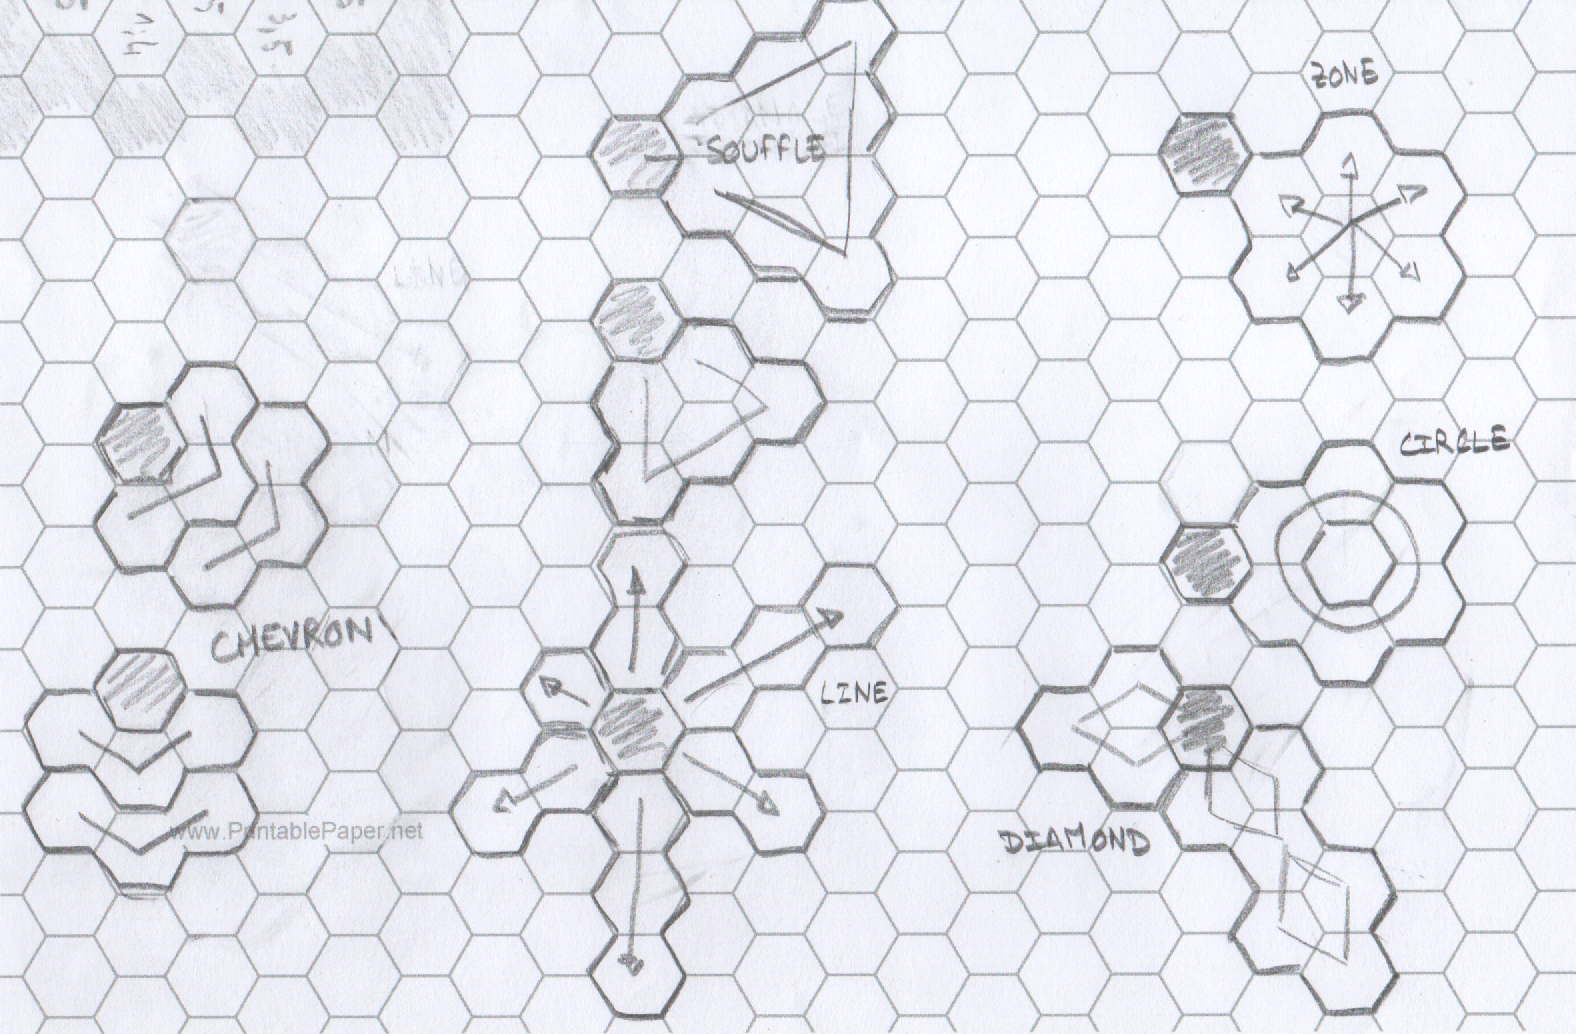 ZONE
SOUFFLE
CIRCLE
CHEVRON
LINE
www.PrintablePaper.net
DIAMOND